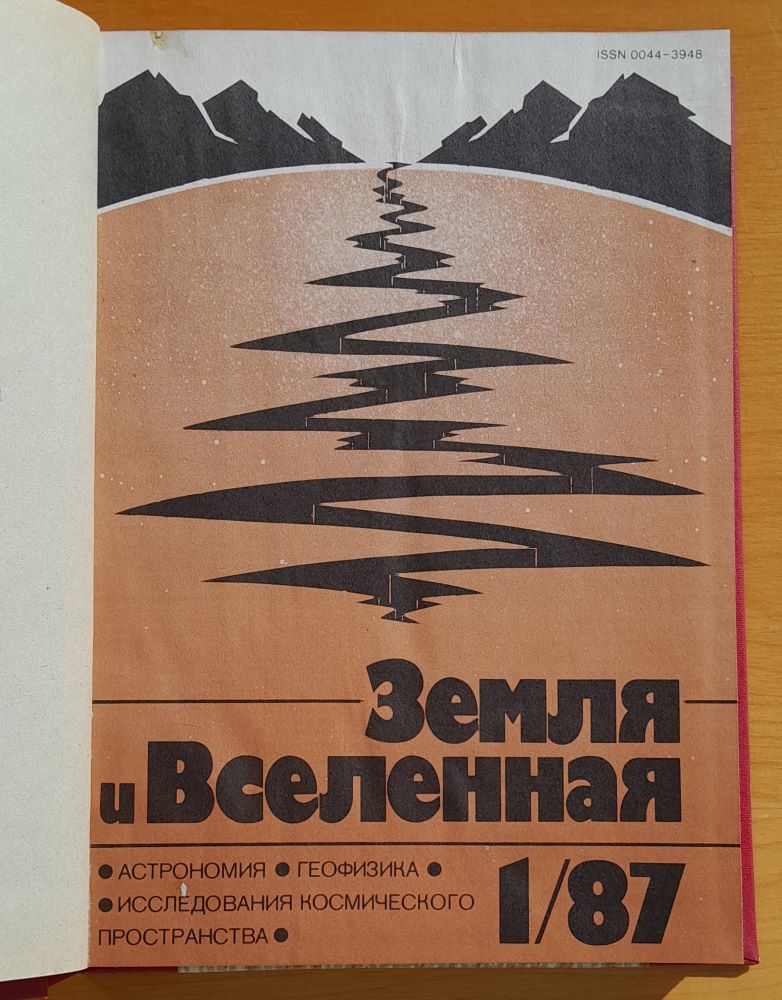 ISSN 0044-3948
Земля
и Вселенная
● АСТРОНОМИЯ ● ГЕОФИЗИКА ●
● ИССЛЕДОВАНИЯ КОСМИЧЕСКОГО
ПРОСТРАНСТВА ●
1/87